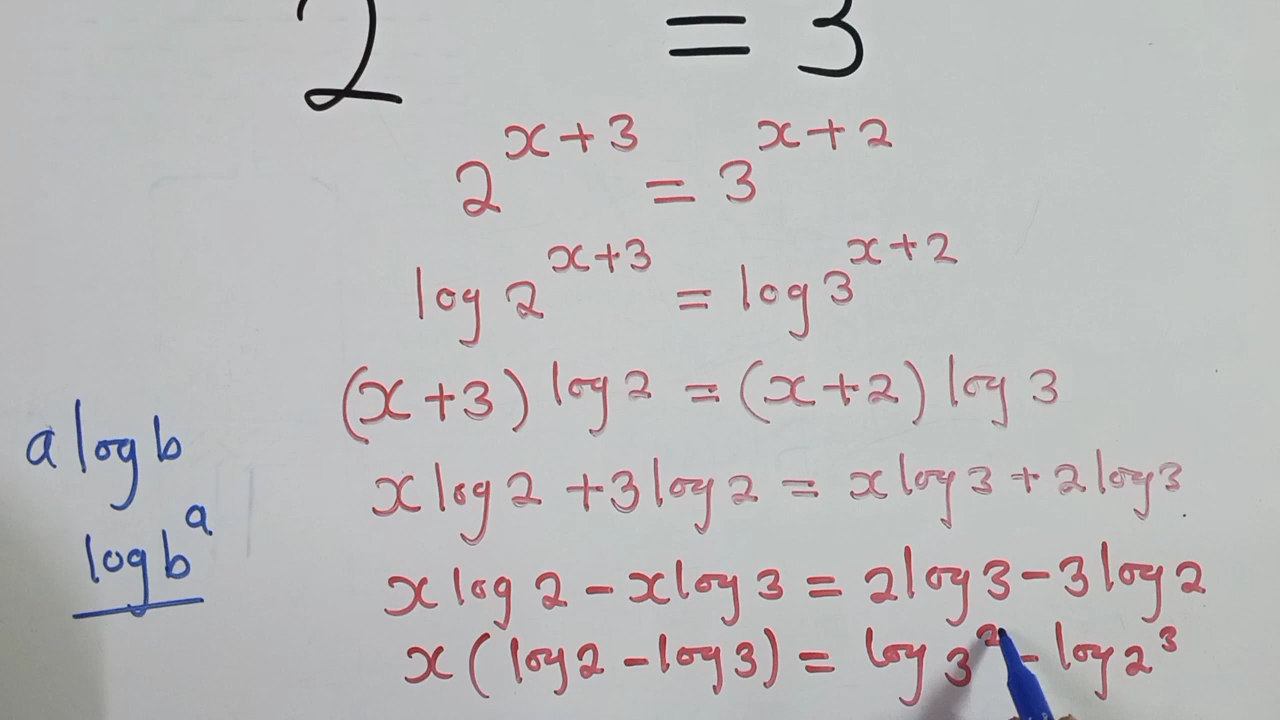 2 = 3
2^{x+3} = 3^{x+2}
log 2^{x+3} = log 3^{x+2}
(x+3) log 2 = (x+2) log 3
a log b
x log 2 + 3 log 2 = x log 3 + 2 log 3
log b^a
x log 2 - x log 3 = 2 log 3 - 3 log 2
x (log 2 - log 3) = log 3^2 - log 2^3